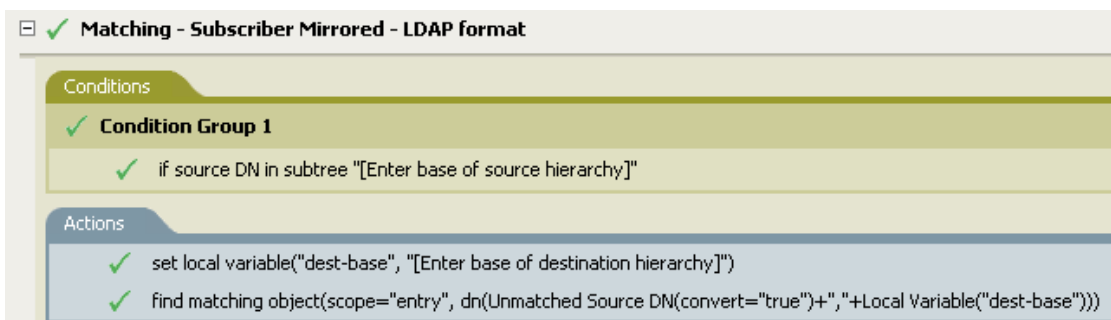 Matching - Subscriber Mirrored - LDAP format
Conditions
Condition Group 1
if source DN in subtree "[Enter base of source hierarchy]"
Actions
set local variable("dest-base", "[Enter base of destination hierarchy]")
find matching object(scope="entry", dn(Unmatched Source DN(convert="true")+","+Local Variable("dest-base")))